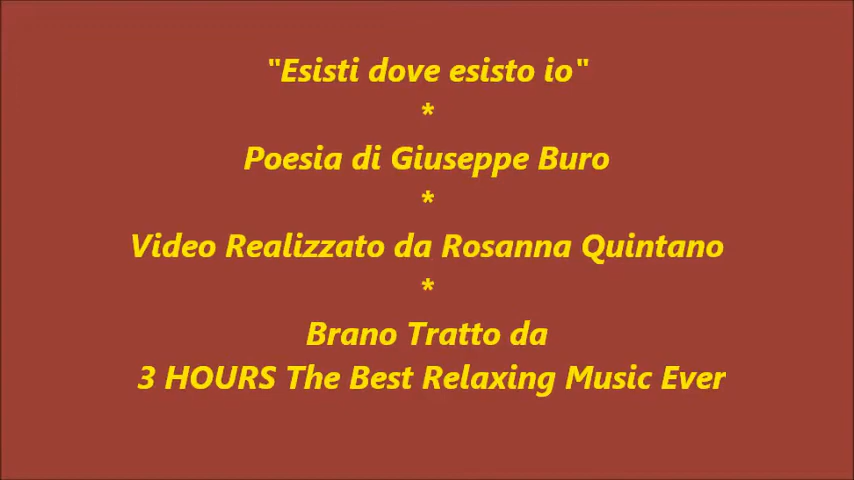 "Esisti dove esisto io"
*
Poesia di Giuseppe Buro
*
Video Realizzato da Rosanna Quintano
*
Brano Tratto da
3 HOURS The Best Relaxing Music Ever